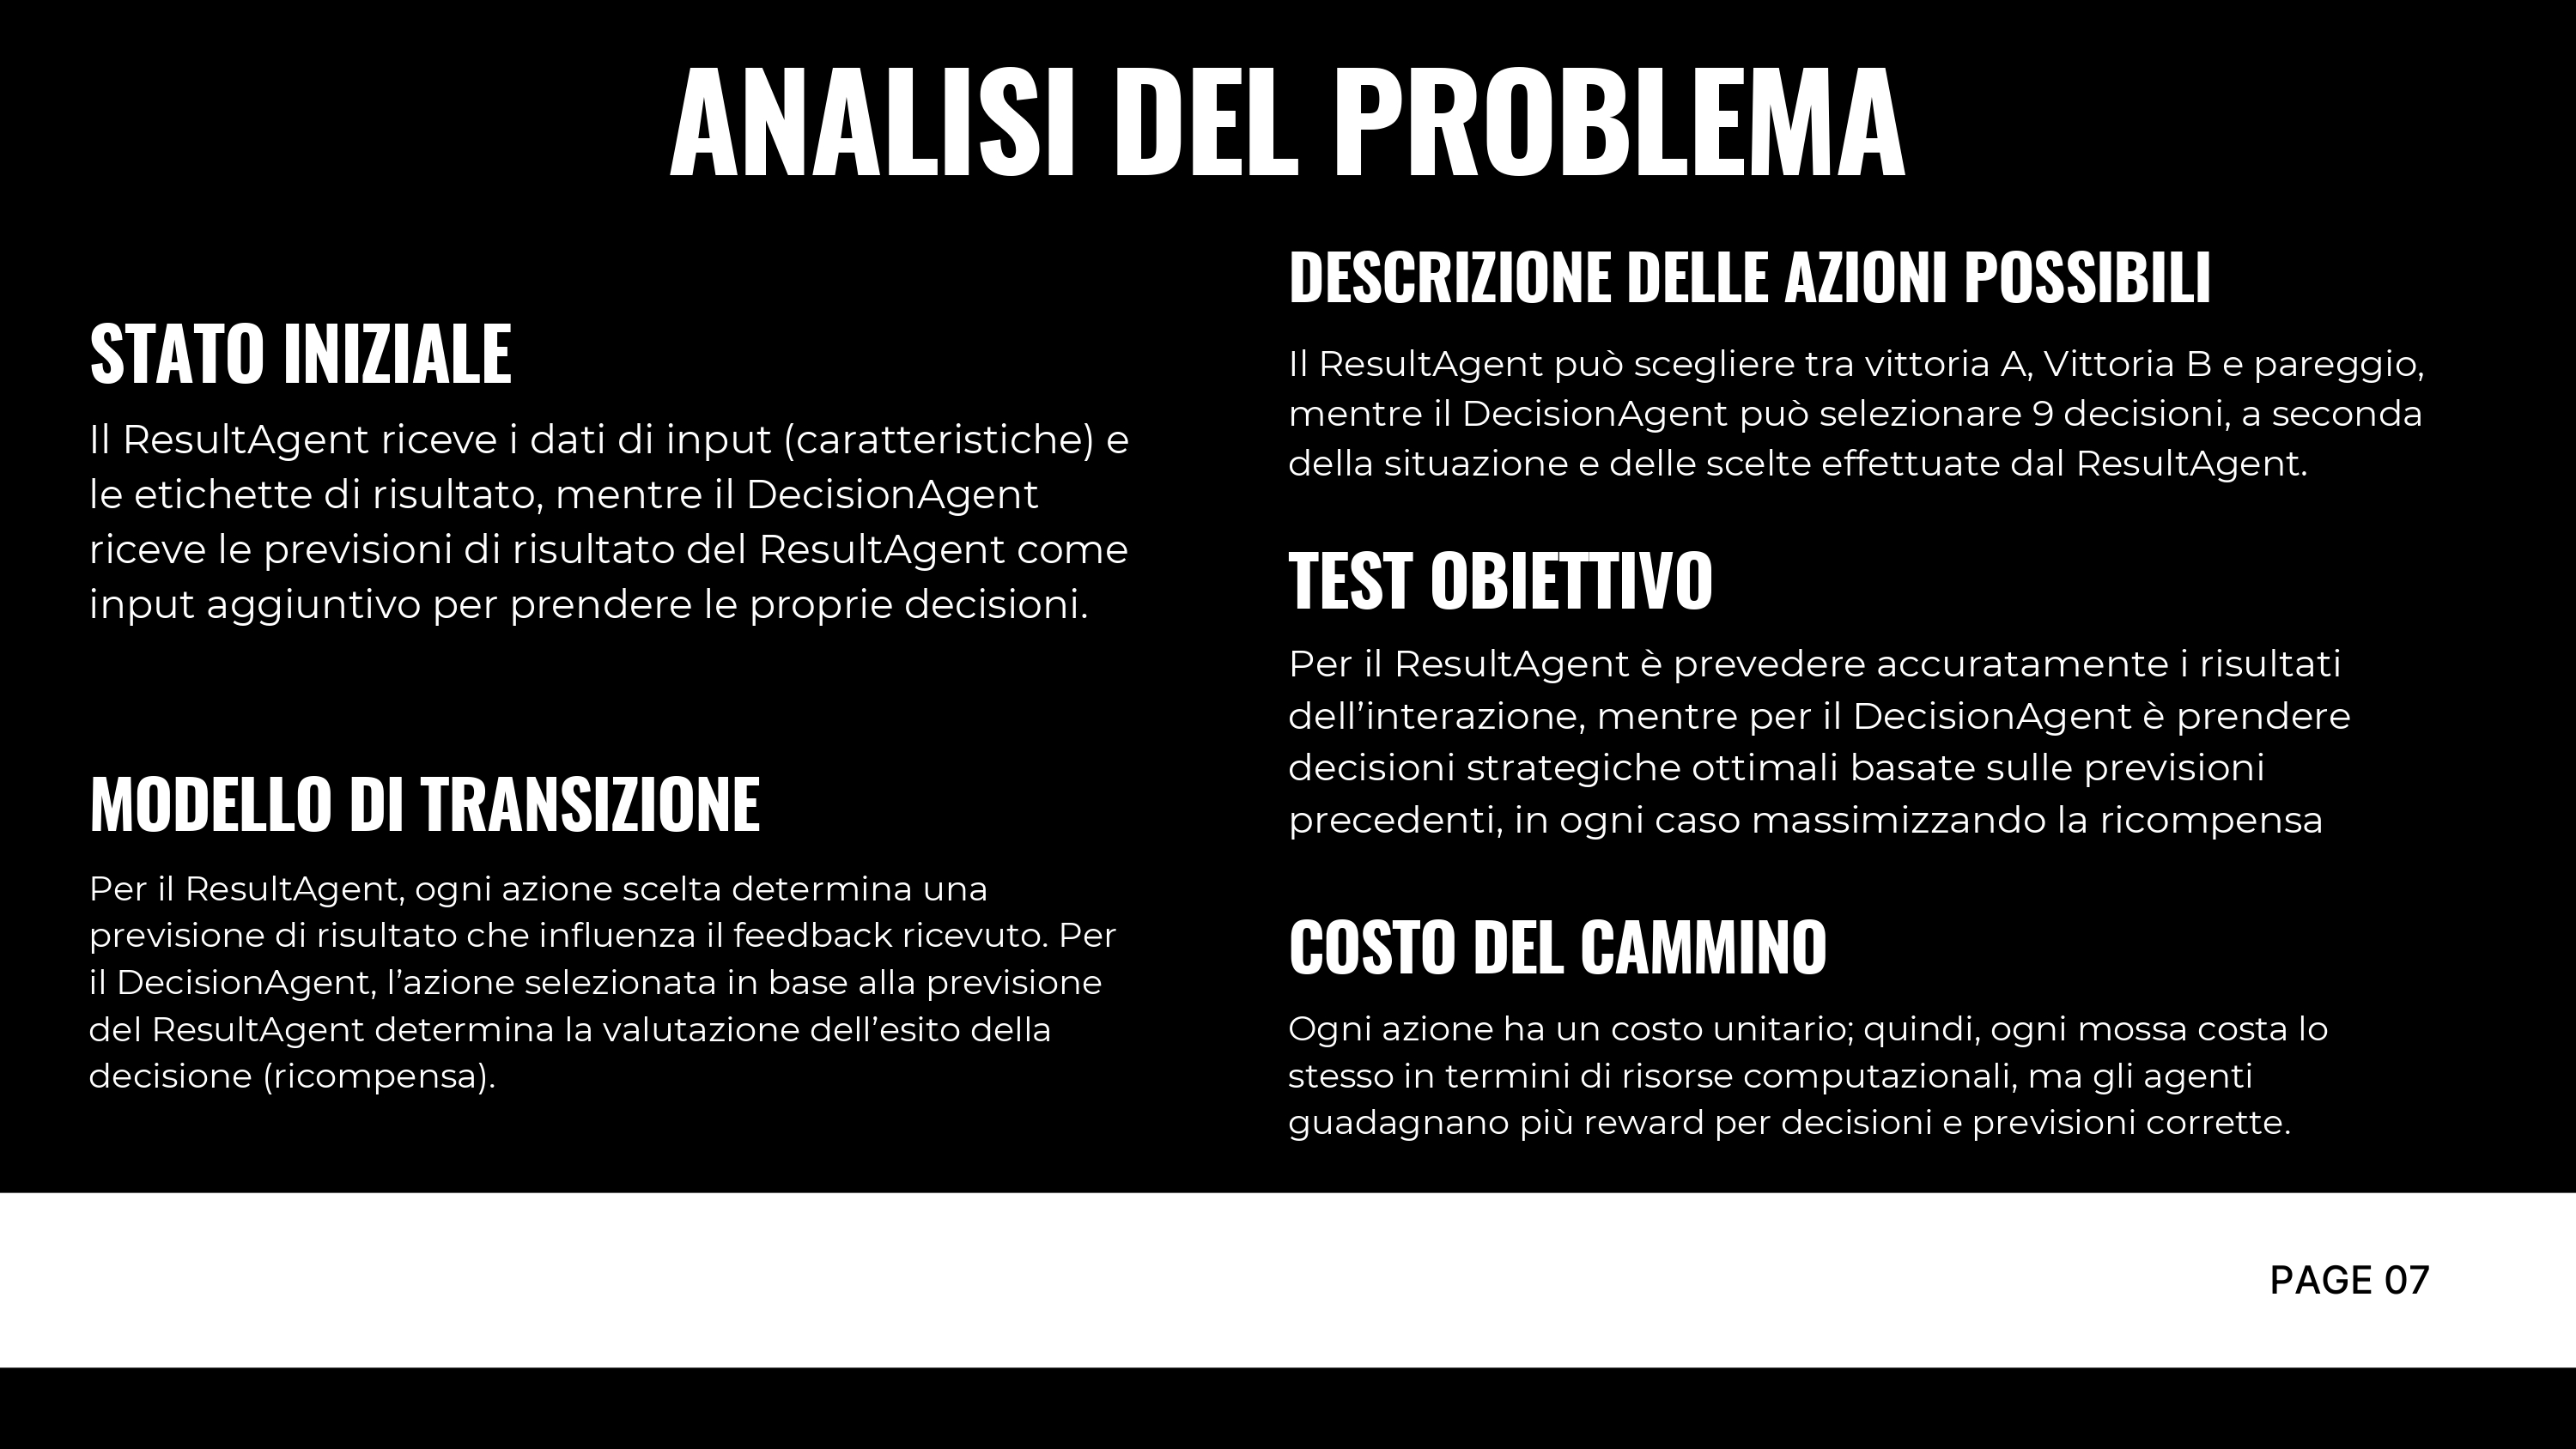 ANALISI DEL PROBLEMA
STATO INIZIALE
Il ResultAgent riceve i dati di input (caratteristiche) e
le etichette di risultato, mentre il DecisionAgent
riceve le previsioni di risultato del ResultAgent come
input aggiuntivo per prendere le proprie decisioni.
MODELLO DI TRANSIZIONE
Per il ResultAgent, ogni azione scelta determina una
previsione di risultato che influenza il feedback ricevuto. Per
il DecisionAgent, l’azione selezionata in base alla previsione
del ResultAgent determina la valutazione dell’esito della
decisione (ricompensa).
DESCRIZIONE DELLE AZIONI POSSIBILI
Il ResultAgent può scegliere tra vittoria A, Vittoria B e pareggio,
mentre il DecisionAgent può selezionare 9 decisioni, a seconda
della situazione e delle scelte effettuate dal ResultAgent.
TEST OBIETTIVO
Per il ResultAgent è prevedere accuratamente i risultati
dell’interazione, mentre per il DecisionAgent è prendere
decisioni strategiche ottimali basate sulle previsioni
precedenti, in ogni caso massimizzando la ricompensa
COSTO DEL CAMMINO
Ogni azione ha un costo unitario; quindi, ogni mossa costa lo
stesso in termini di risorse computazionali, ma gli agenti
guadagnano più reward per decisioni e previsioni corrette.
PAGE 07